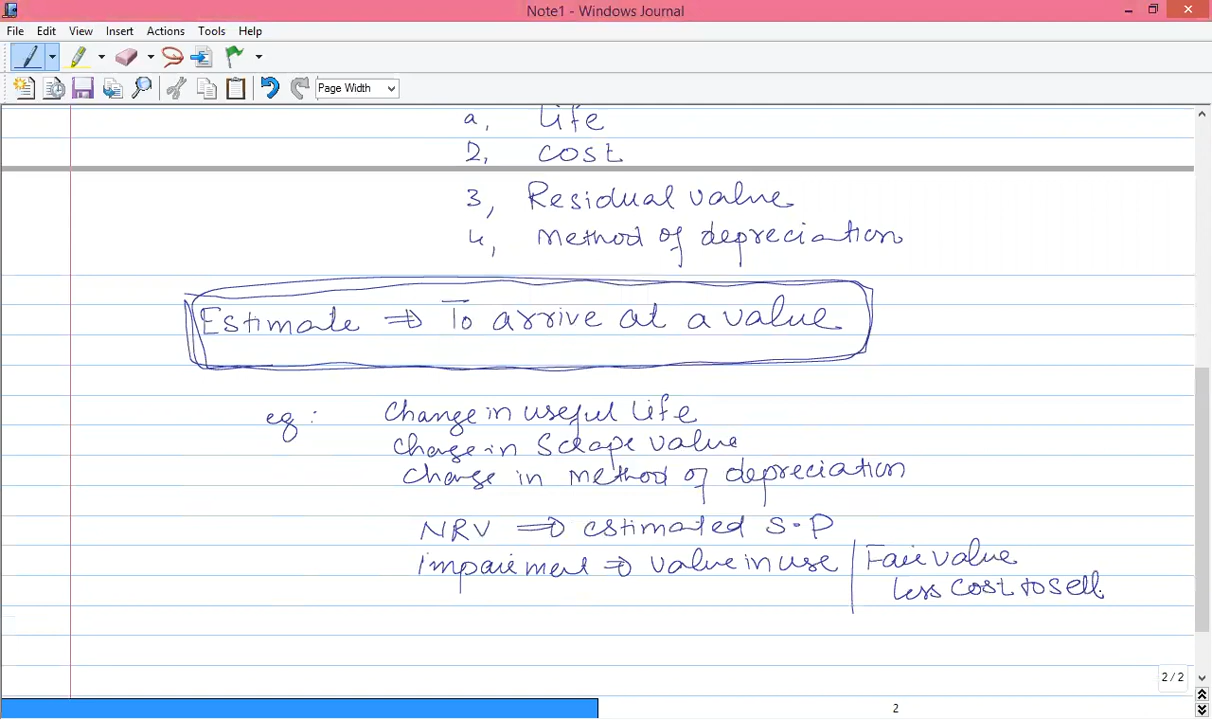 Note1 - Windows Journal
File Edit View Insert Actions Tools Help
Page Width
a, Life
2, cost
3, Residual value
4, Method of depreciation
Estimate ⇒ To arrive at a value
eg: Change in useful life
change in Scrape value
change in method of depreciation
NRV ⇒ estimated S.P
Impairment ⇒ value in use | Fair value
less cost to sell
2 / 2
2